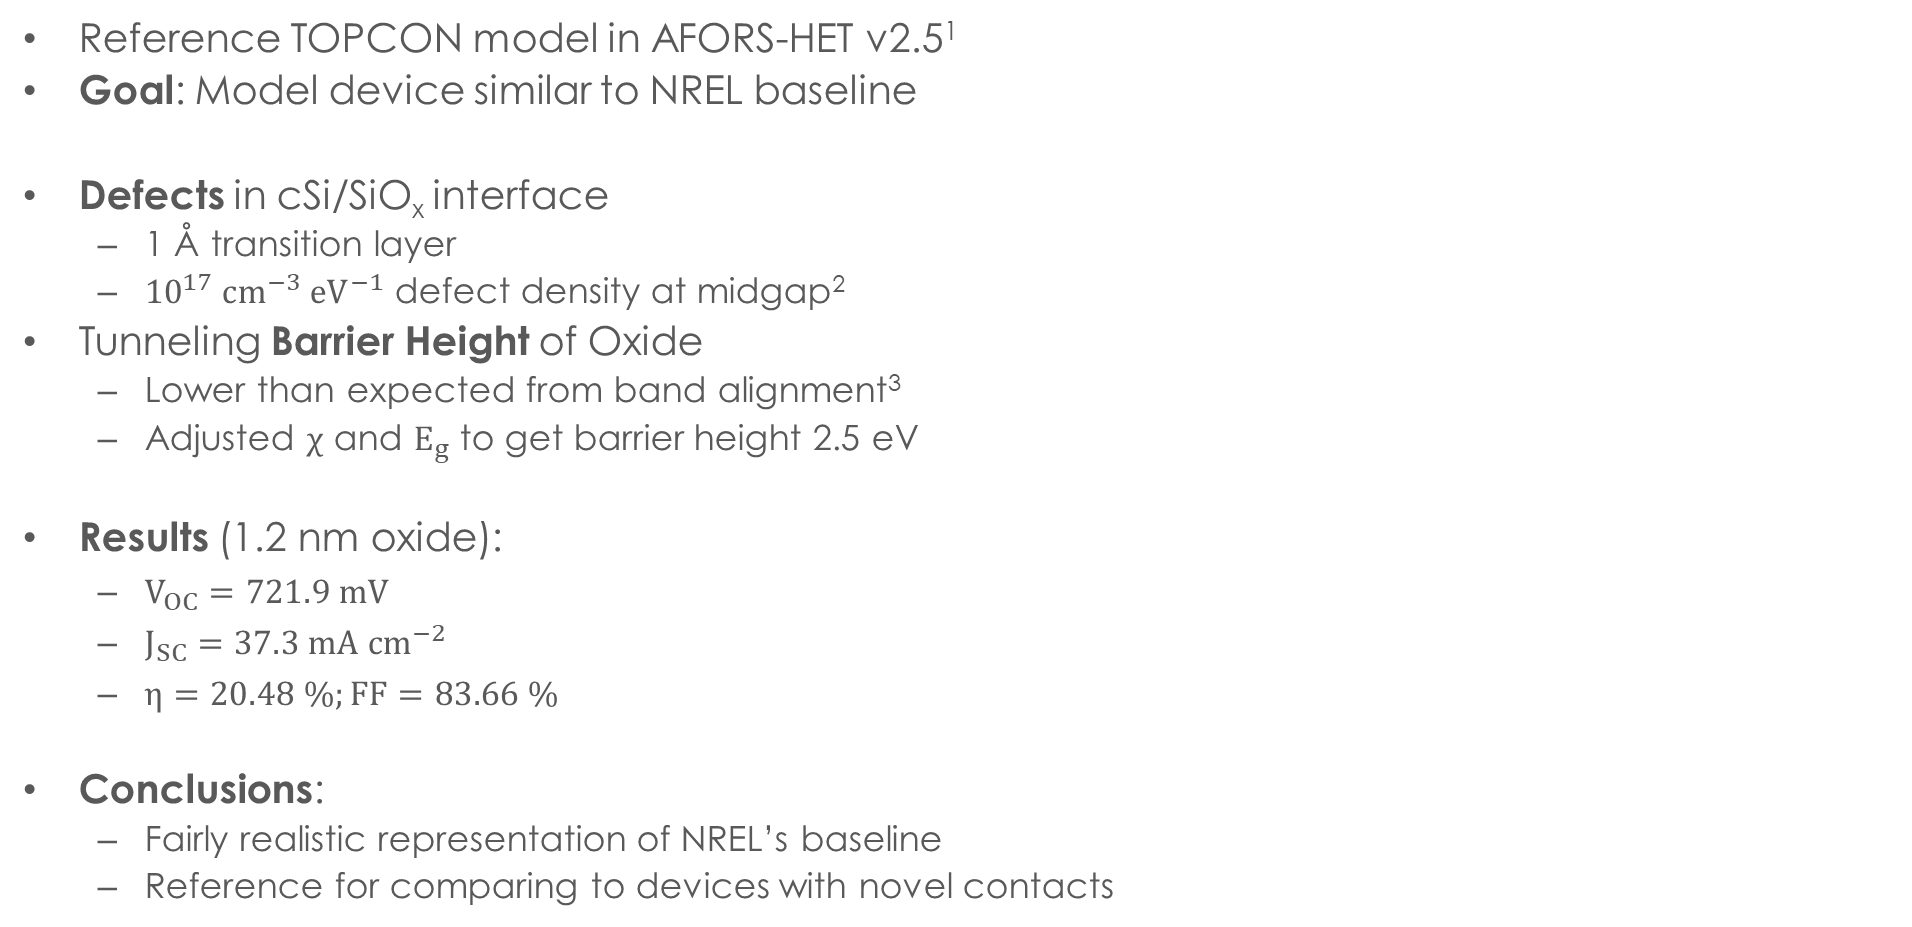 • Reference TOPCON model in AFORS-HET v2.5¹
• Goal: Model device similar to NREL baseline
• Defects in cSi/SiOₓ interface
– 1 Å transition layer
– 10¹⁷ cm⁻³ eV⁻¹ defect density at midgap²
• Tunneling Barrier Height of Oxide
– Lower than expected from band alignment³
– Adjusted χ and E_g to get barrier height 2.5 eV
• Results (1.2 nm oxide):
– V_OC = 721.9 mV
– J_SC = 37.3 mA cm⁻²
– η = 20.48 %; FF = 83.66 %
• Conclusions:
– Fairly realistic representation of NREL’s baseline
– Reference for comparing to devices with novel contacts